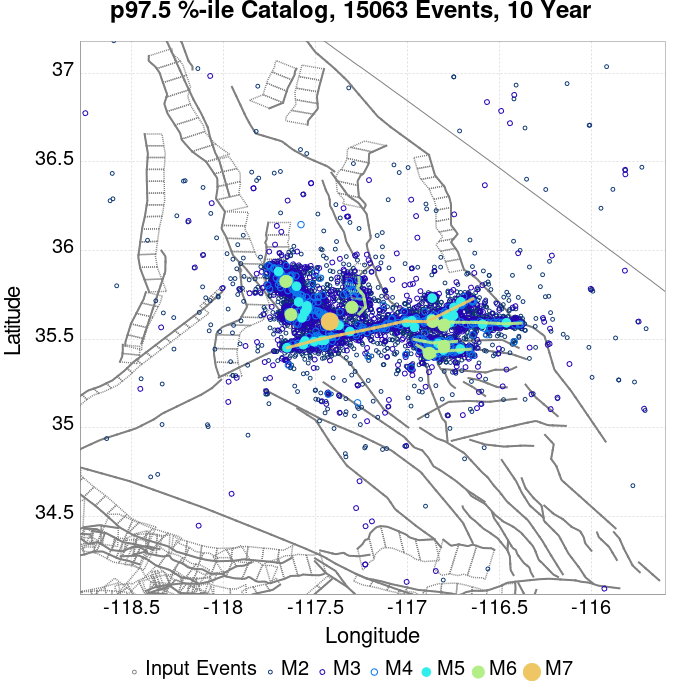 p97.5 %-ile Catalog, 15063 Events, 10 Year
37
36.5
36
35.5
35
34.5
Latitude
-118.5 -118 -117.5 -117 -116.5 -116
Longitude
Input Events M2 M3 M4 M5 M6 M7